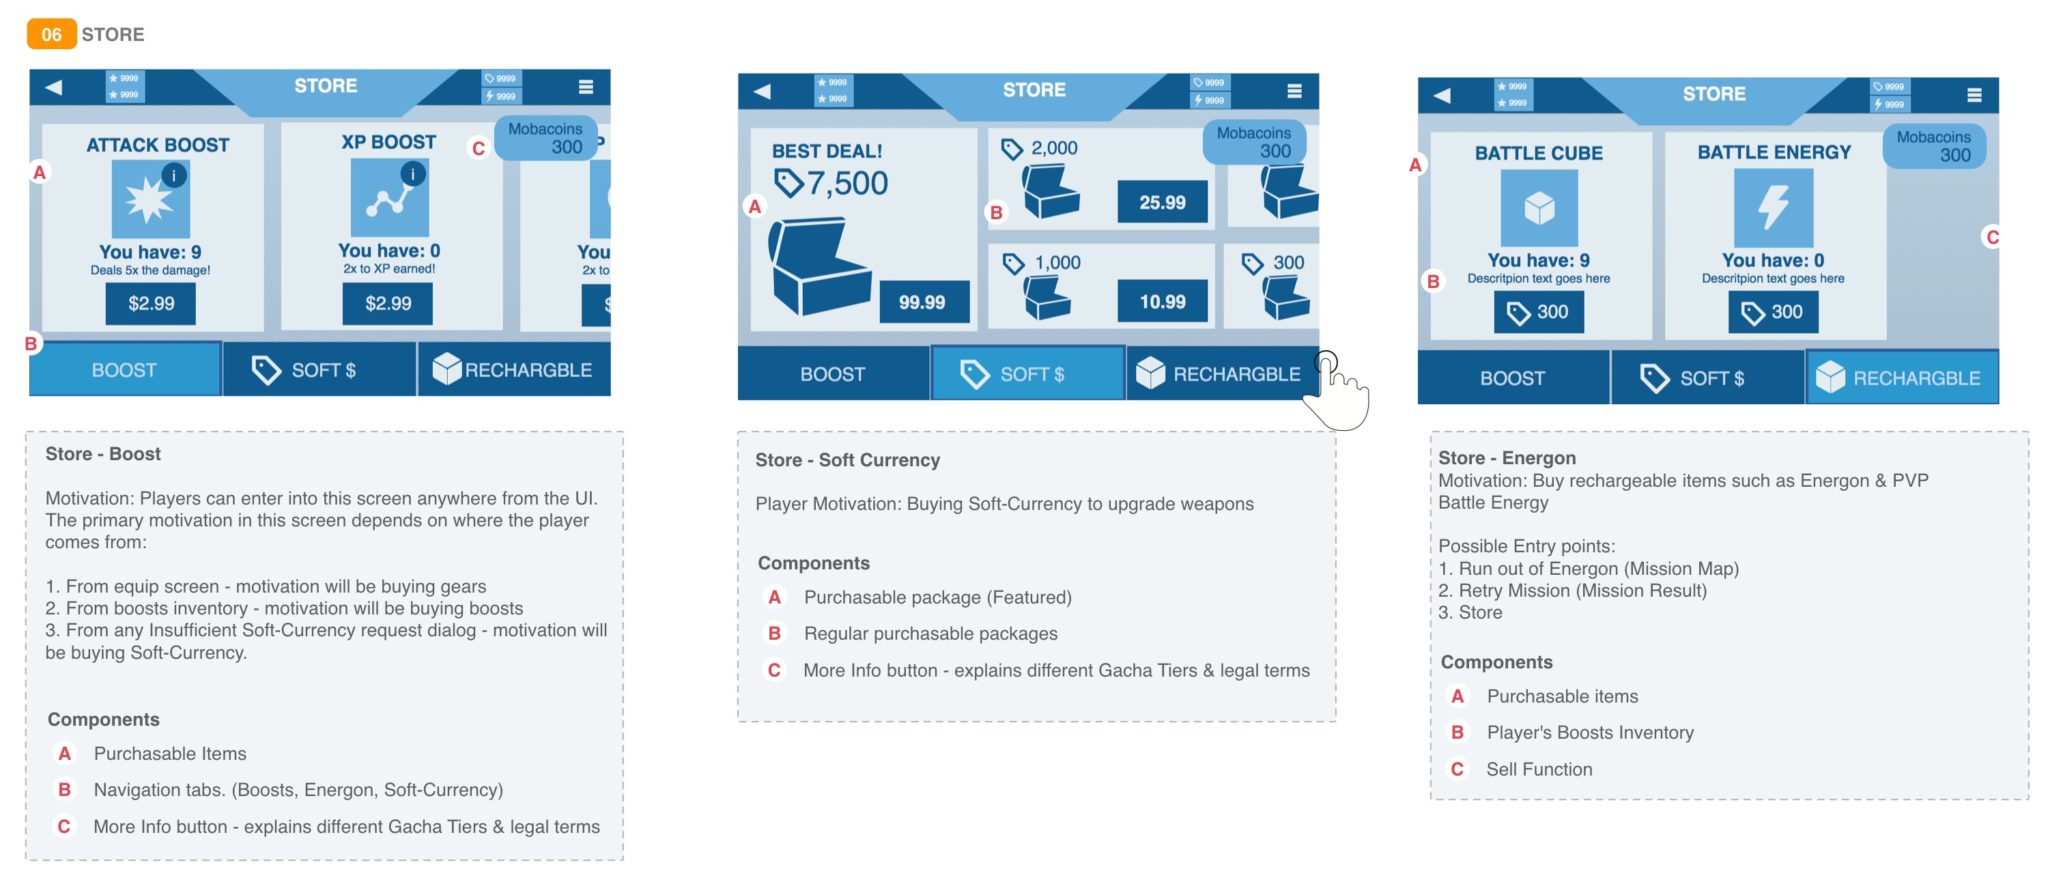 06 STORE
9999
9999
STORE
9999
9999
Mobacoins
300
ATTACK BOOST
i
You have: 9
Deals 5x the damage!
$2.99
XP BOOST
i
You have: 0
2x to XP earned!
$2.99
P
You
2x to
$
A
B
C
BOOST
SOFT $
RECHARGBLE
9999
9999
STORE
9999
9999
Mobacoins
300
BEST DEAL!
7,500
99.99
2,000
25.99
1,000
10.99
300
A
B
BOOST
SOFT $
RECHARGBLE
9999
9999
STORE
9999
9999
Mobacoins
300
BATTLE CUBE
You have: 9
Descritpion text goes here
300
BATTLE ENERGY
You have: 0
Descritpion text goes here
300
A
B
C
BOOST
SOFT $
RECHARGBLE
Store - Boost
Motivation: Players can enter into this screen anywhere from the UI.
The primary motivation in this screen depends on where the player
comes from:
1. From equip screen - motivation will be buying gears
2. From boosts inventory - motivation will be buying boosts
3. From any Insufficient Soft-Currency request dialog - motivation will
be buying Soft-Currency.
Components
A Purchasable Items
B Navigation tabs. (Boosts, Energon, Soft-Currency)
C More Info button - explains different Gacha Tiers & legal terms
Store - Soft Currency
Player Motivation: Buying Soft-Currency to upgrade weapons
Components
A Purchasable package (Featured)
B Regular purchasable packages
C More Info button - explains different Gacha Tiers & legal terms
Store - Energon
Motivation: Buy rechargeable items such as Energon & PVP
Battle Energy
Possible Entry points:
1. Run out of Energon (Mission Map)
2. Retry Mission (Mission Result)
3. Store
Components
A Purchasable items
B Player's Boosts Inventory
C Sell Function